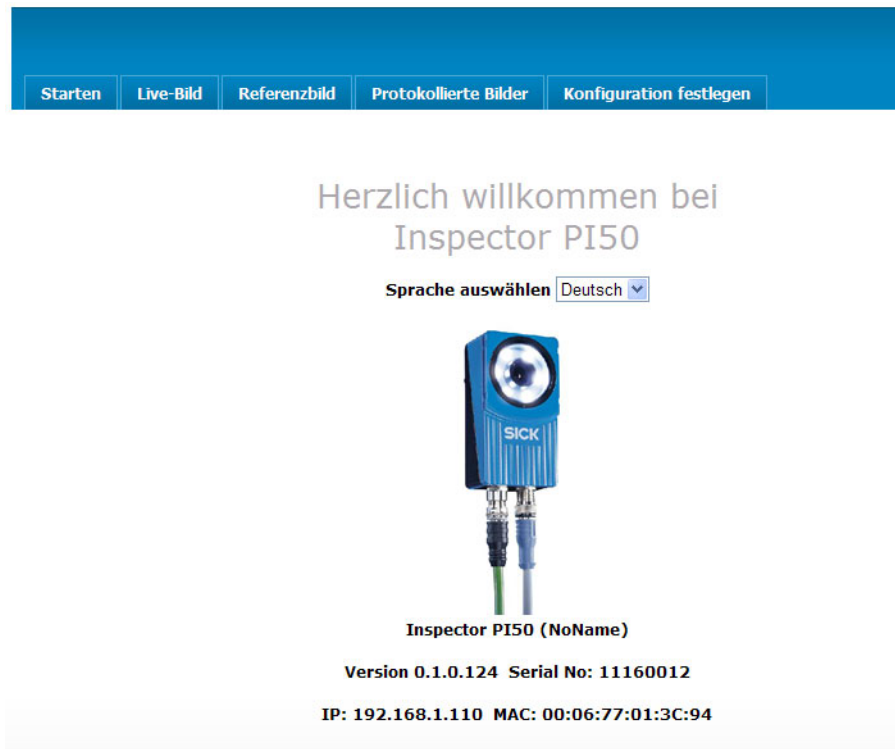 Starten Live-Bild Referenzbild Protokollierte Bilder Konfiguration festlegen
Herzlich willkommen bei
Inspector PI50
Sprache auswählen Deutsch
SICK
Inspector PI50 (NoName)
Version 0.1.0.124 Serial No: 11160012
IP: 192.168.1.110 MAC: 00:06:77:01:3C:94